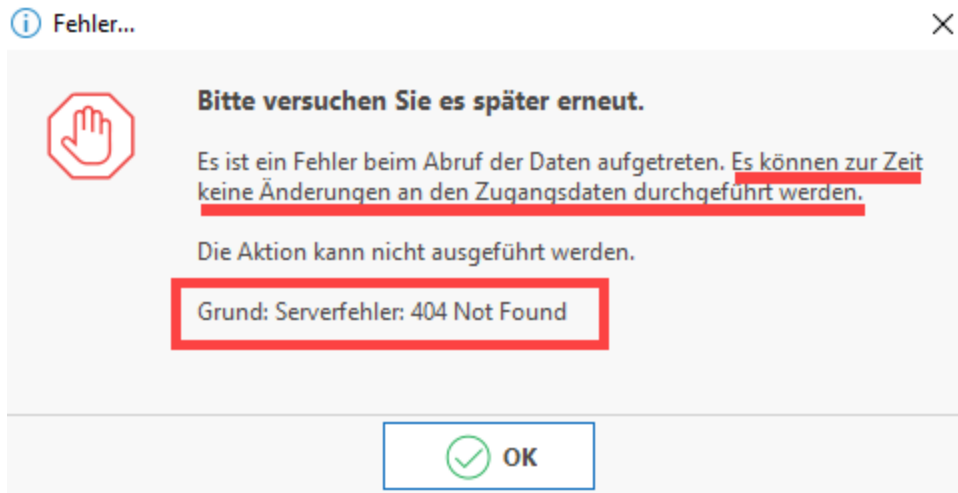 Fehler...
Bitte versuchen Sie es später erneut.
Es ist ein Fehler beim Abruf der Daten aufgetreten. Es können zur Zeit
keine Änderungen an den Zugangsdaten durchgeführt werden.
Die Aktion kann nicht ausgeführt werden.
Grund: Serverfehler: 404 Not Found
OK